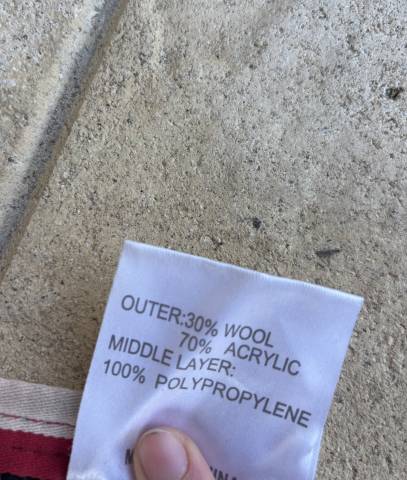 OUTER:30% WOOL
70% ACRYLIC
MIDDLE LAYER:
100% POLYPROPYLENE